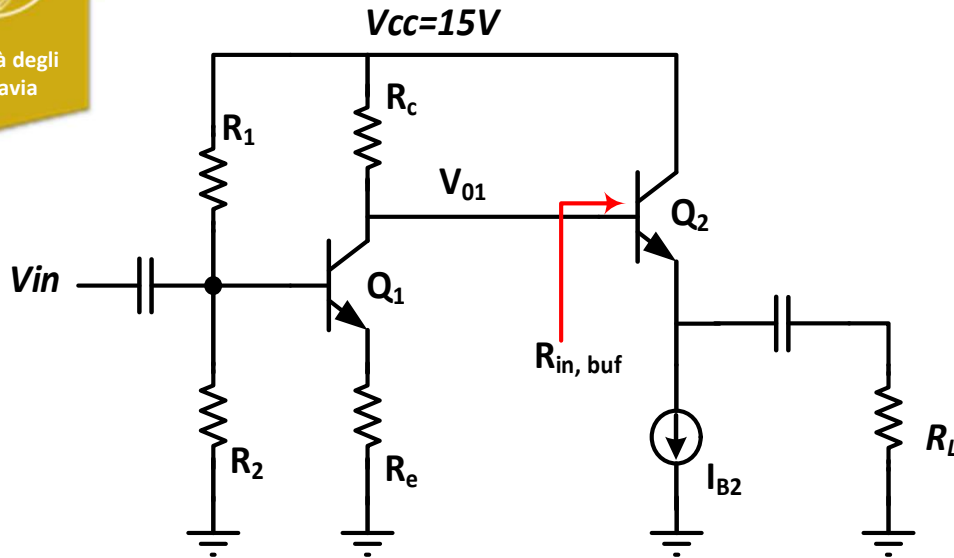 Vcc=15V
à degli
avia
R1
Rc
V01
Q2
Vin
Q1
Rin, buf
R2
Re
IB2
RL